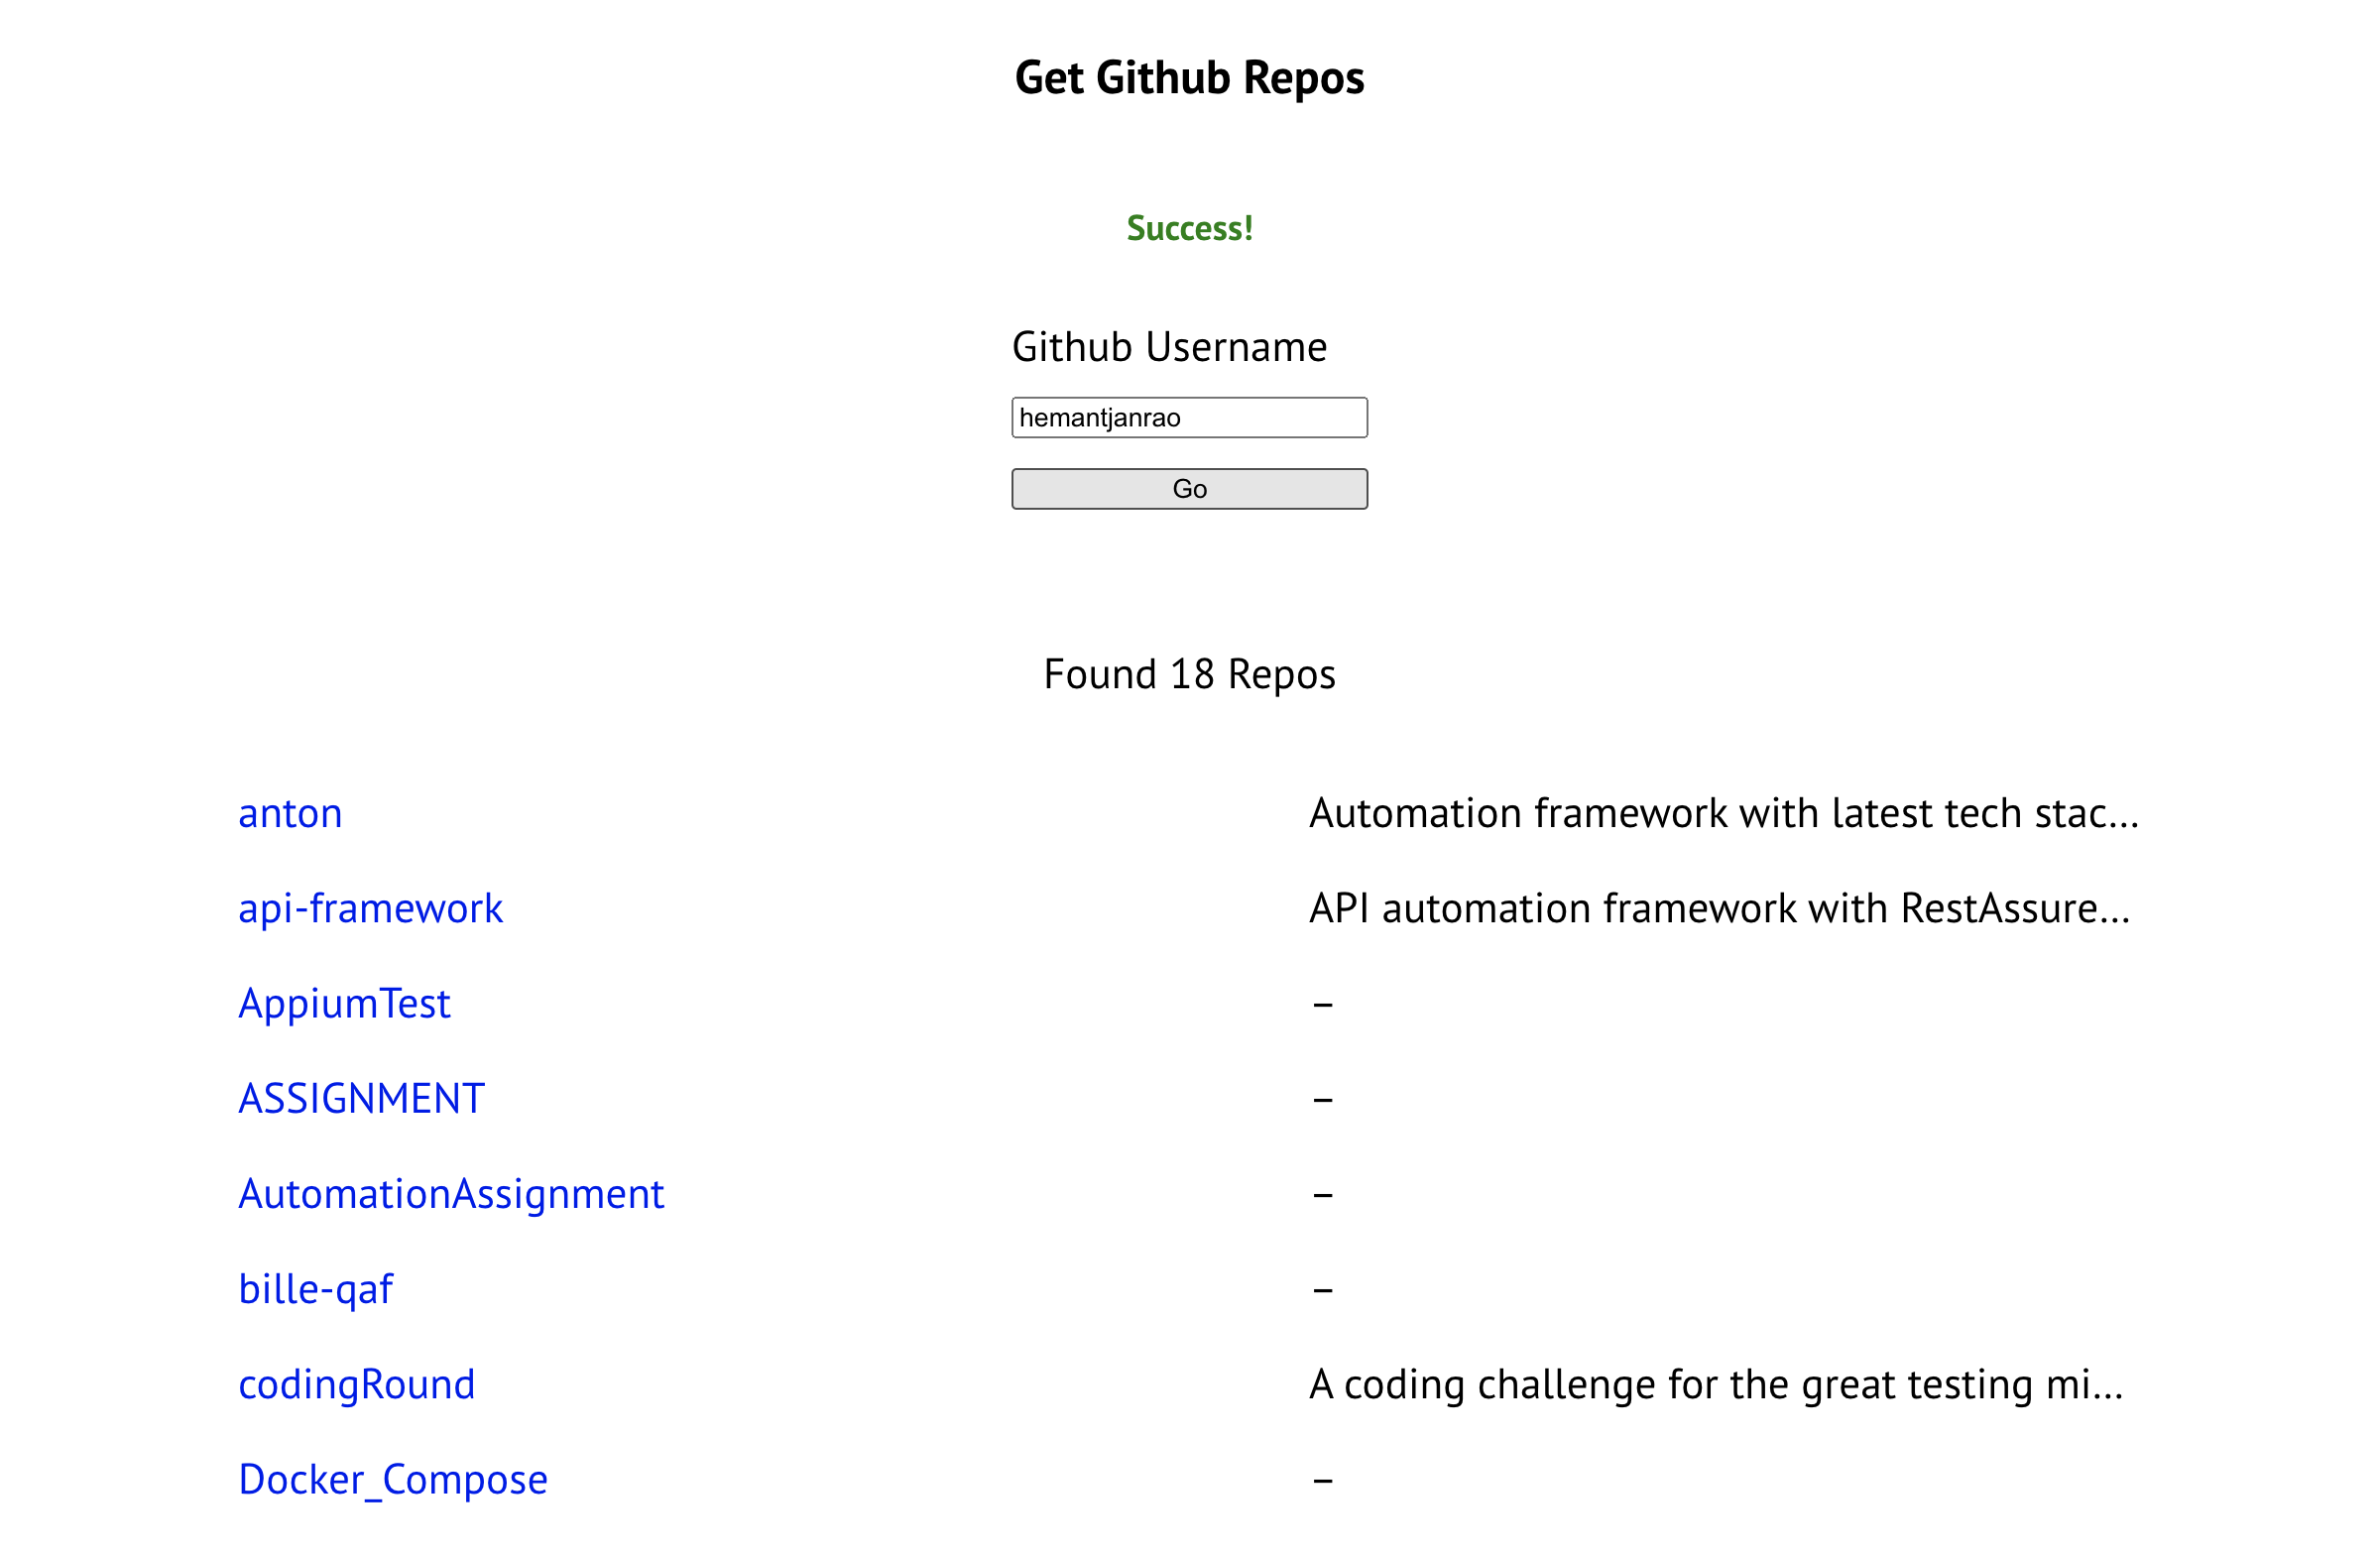 Get Github Repos
Success!
Github Username
hemantjanrao
Go
Found 18 Repos
anton Automation framework with latest tech stac...
api-framework API automation framework with RestAssure...
AppiumTest –
ASSIGNMENT –
AutomationAssignment –
bille-qaf –
codingRound A coding challenge for the great testing mi...
Docker_Compose –